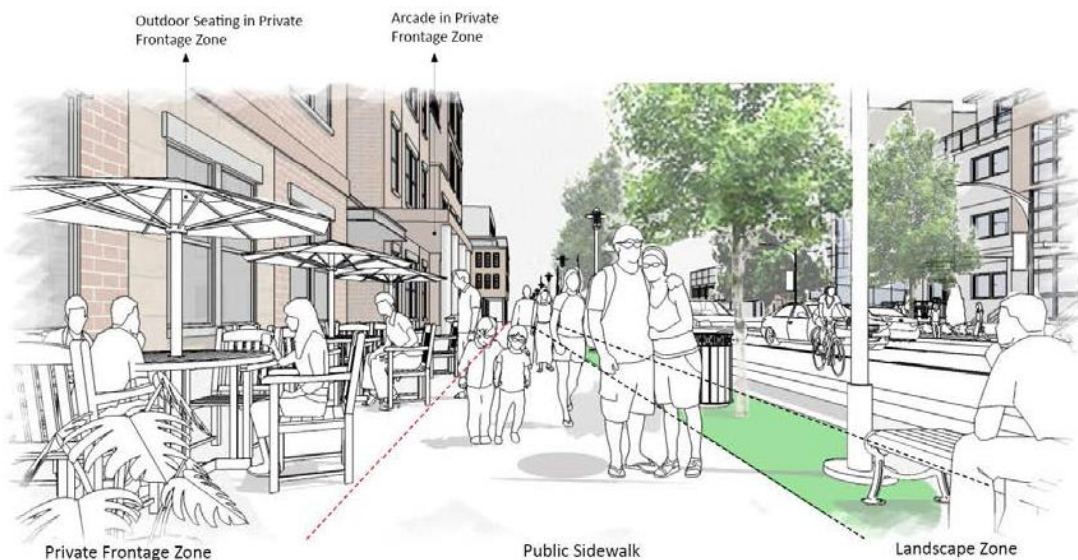 Outdoor Seating in Private
Frontage Zone
Arcade in Private
Frontage Zone
Private Frontage Zone
Public Sidewalk
Landscape Zone